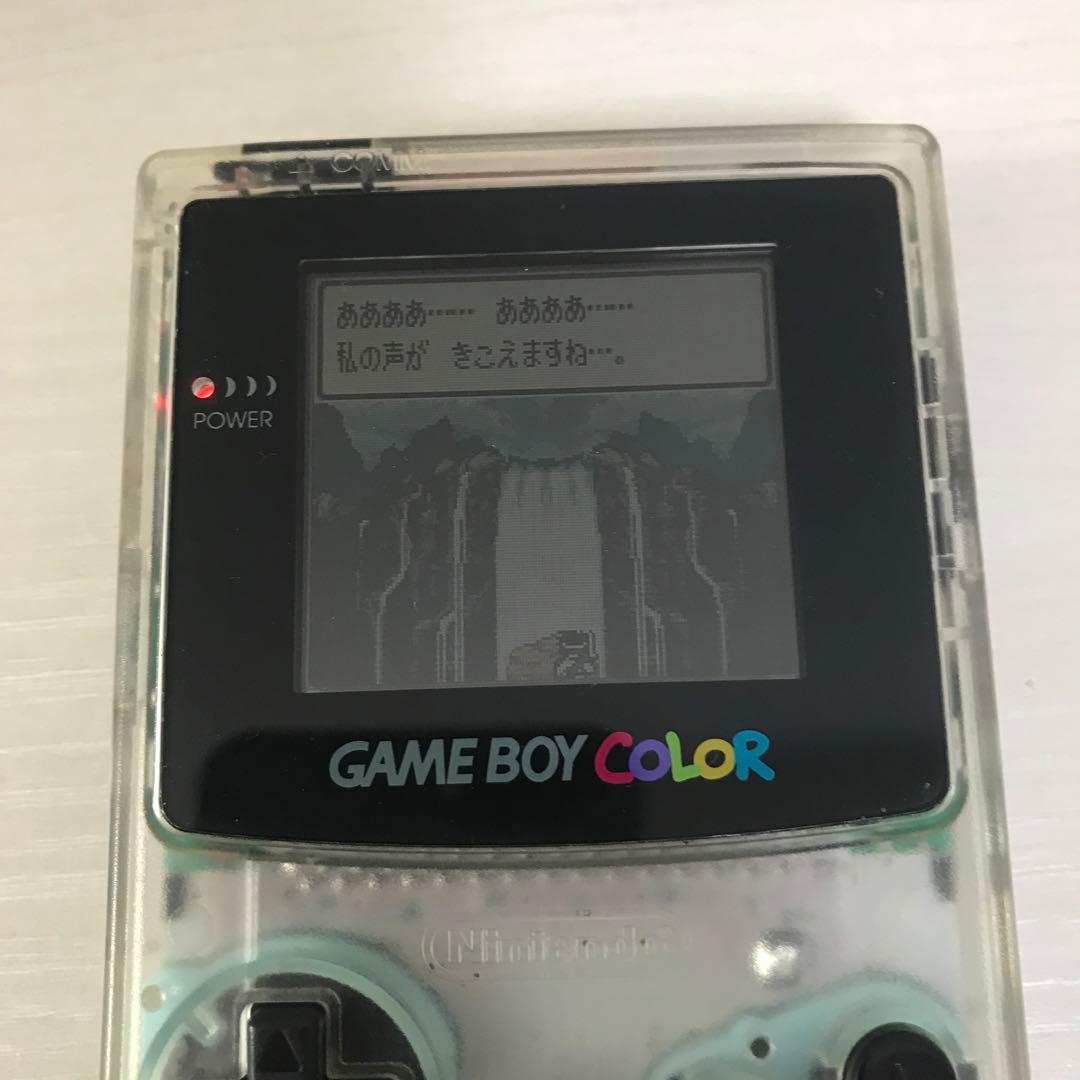 COMM.
ああああ…… ああああ……
私の声が きこえますね…。
POWER
GAME BOY COLOR
Nintendo